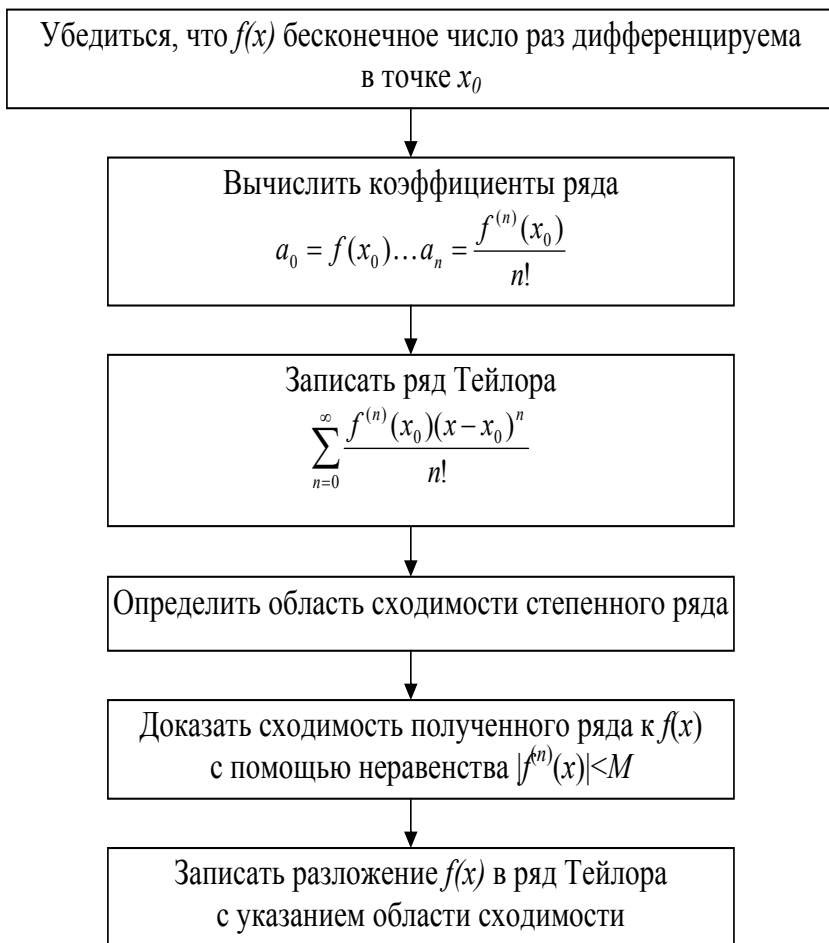 Убедиться, что f(x) бесконечное число раз дифференцируема
в точке x₀
Вычислить коэффициенты ряда
a₀ = f(x₀)…aₙ = f⁽ⁿ⁾(x₀) / n!
Записать ряд Тейлора
∑ₙ₌₀^∞ f⁽ⁿ⁾(x₀)(x − x₀)ⁿ / n!
Определить область сходимости степенного ряда
Доказать сходимость полученного ряда к f(x)
с помощью неравенства |f⁽ⁿ⁾(x)|<M
Записать разложение f(x) в ряд Тейлора
с указанием области сходимости